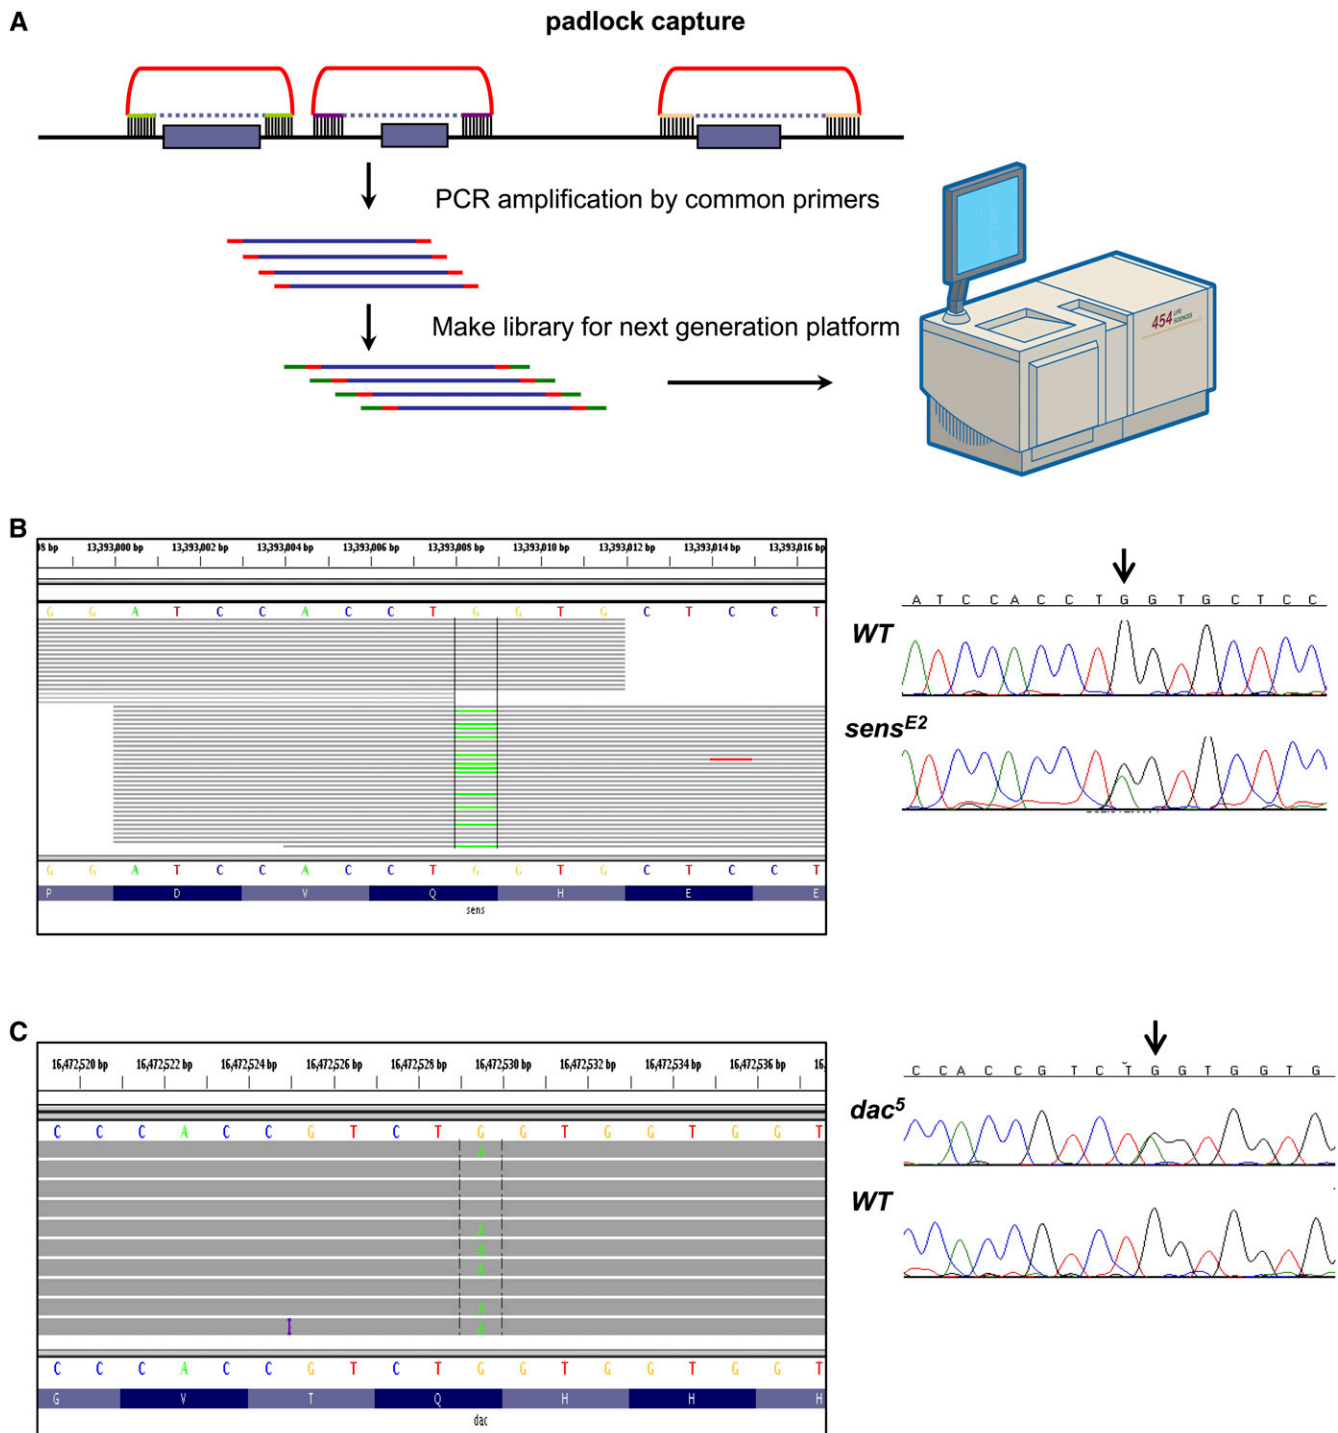 A
padlock capture
PCR amplification by common primers
Make library for next generation platform
454 LIFE SCIENCES
B
13,393,000 bp 13,393,002 bp 13,393,004 bp 13,393,006 bp 13,393,008 bp 13,393,010 bp 13,393,012 bp 13,393,014 bp 13,393,016 bp
G G A T C C A C C T G G T G C T C C T
G G A T C C A C C T G G T G C T C C T
P D V Q H E E
sens
A T C C A C C T G G T G C T C C
WT
sensE2
C
16,472,520 bp 16,472,522 bp 16,472,524 bp 16,472,526 bp 16,472,528 bp 16,472,530 bp 16,472,532 bp 16,472,534 bp 16,472,536 bp
C C C A C C G T C T G G T G G T G G T
A
A
A
A
A
A
C C C A C C G T C T G G T G G T G G T
G V T Q H H H
dac
C C A C C G T C T G G T G G T G
dac5
WT